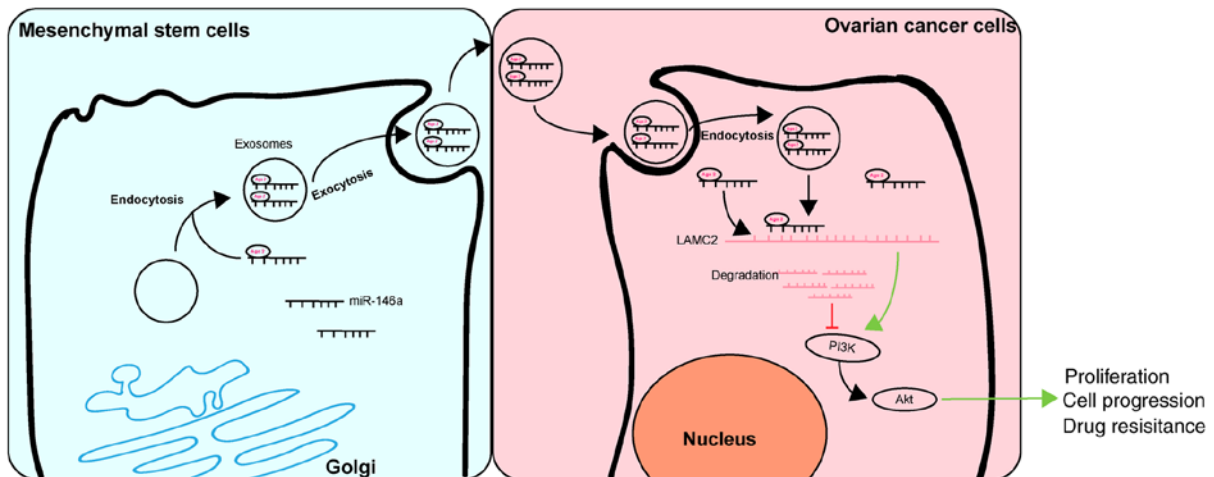 Mesenchymal stem cells
Ovarian cancer cells
Exosomes
Endocytosis
Exocytosis
miR-146a
Golgi
Endocytosis
LAMC2
Degradation
PI3K
Akt
Nucleus
Proliferation
Cell progression
Drug resisitance